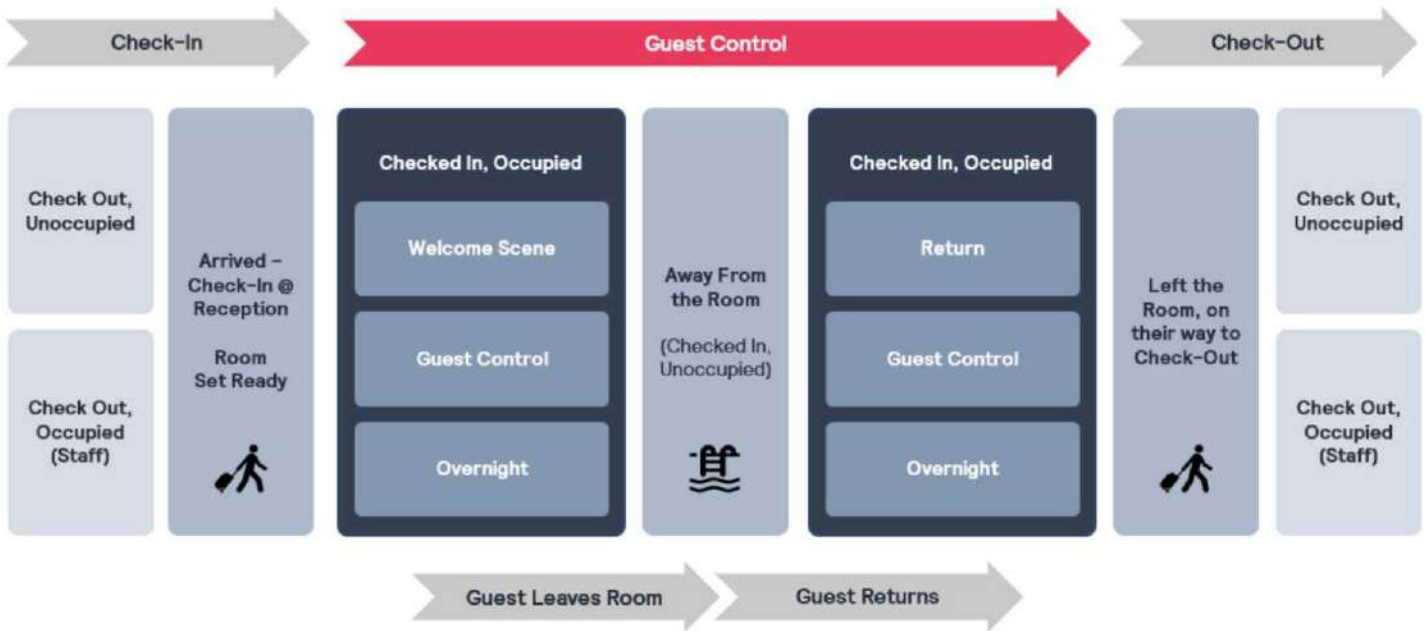 Check-In
Guest Control
Check-Out
Check Out,
Unoccupied
Check Out,
Occupied
(Staff)
Arrived –
Check-In @
Reception
Room
Set Ready
Checked In, Occupied
Welcome Scene
Guest Control
Overnight
Away From
the Room
(Checked In,
Unoccupied)
Checked In, Occupied
Return
Guest Control
Overnight
Left the
Room, on
their way to
Check-Out
Check Out,
Unoccupied
Check Out,
Occupied
(Staff)
Guest Leaves Room
Guest Returns